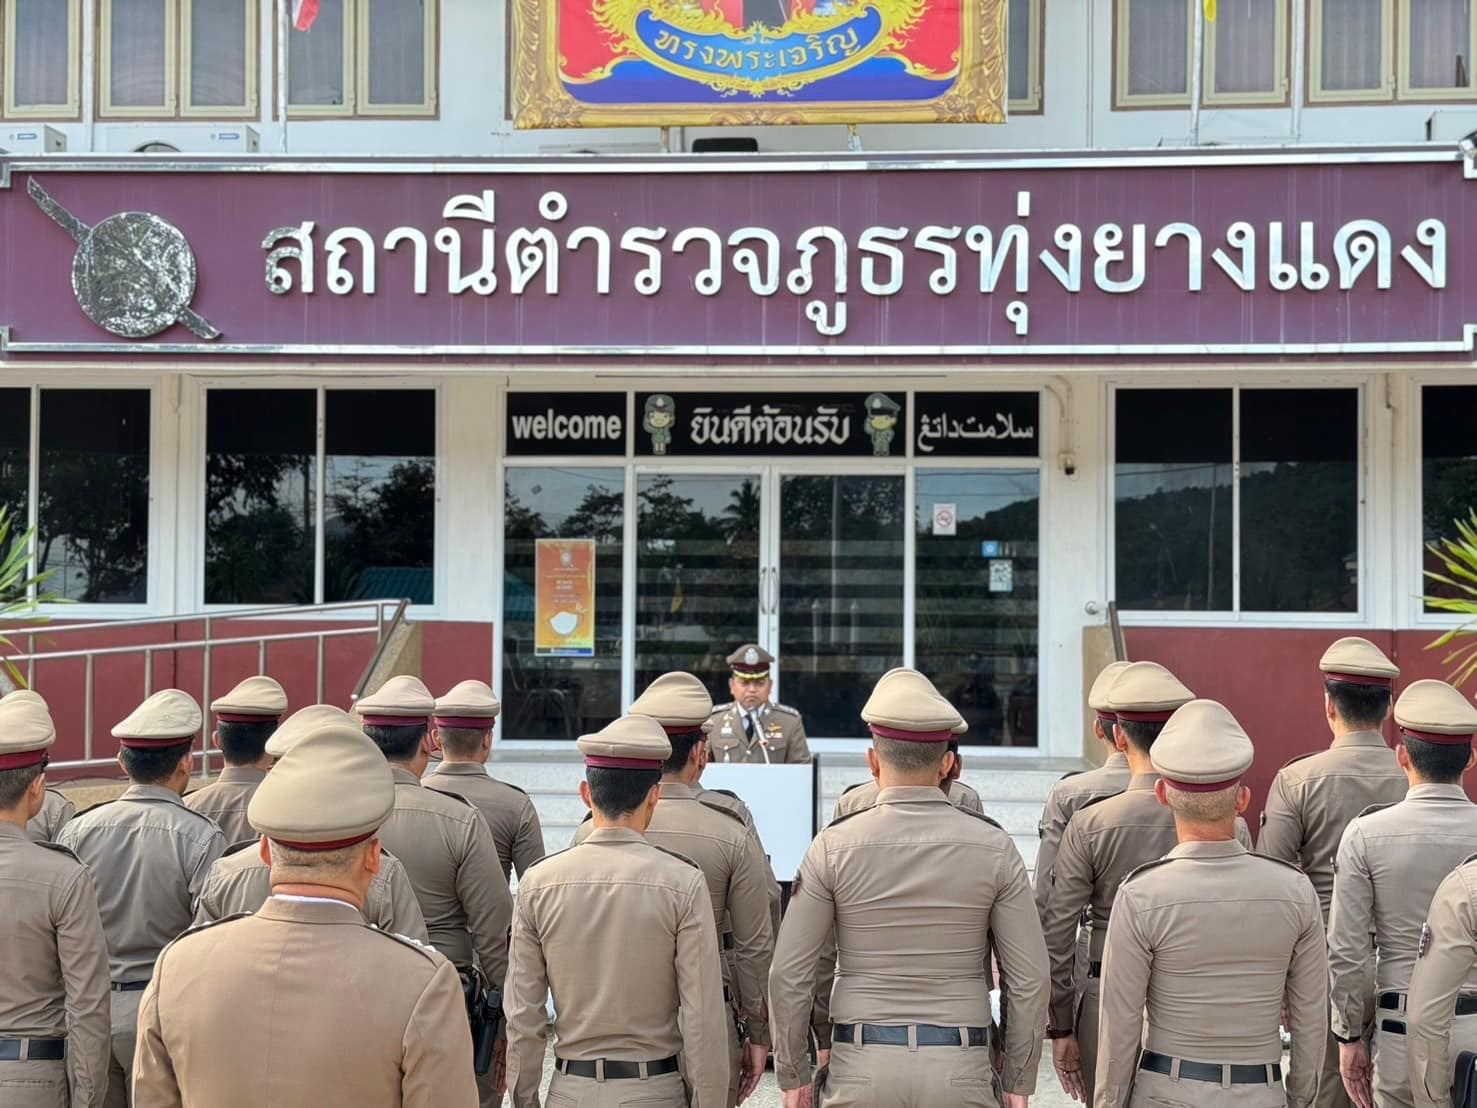 ทรงพระเจริญ
สถานีตำรวจภูธรทุ่งยางแดง
welcome ยินดีต้อนรับ سلامت داتڠ